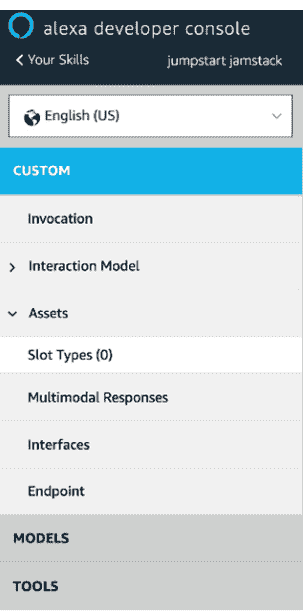 alexa developer console
Your Skills jumpstart jamstack
English (US)
CUSTOM
Invocation
Interaction Model
Assets
Slot Types (0)
Multimodal Responses
Interfaces
Endpoint
MODELS
TOOLS